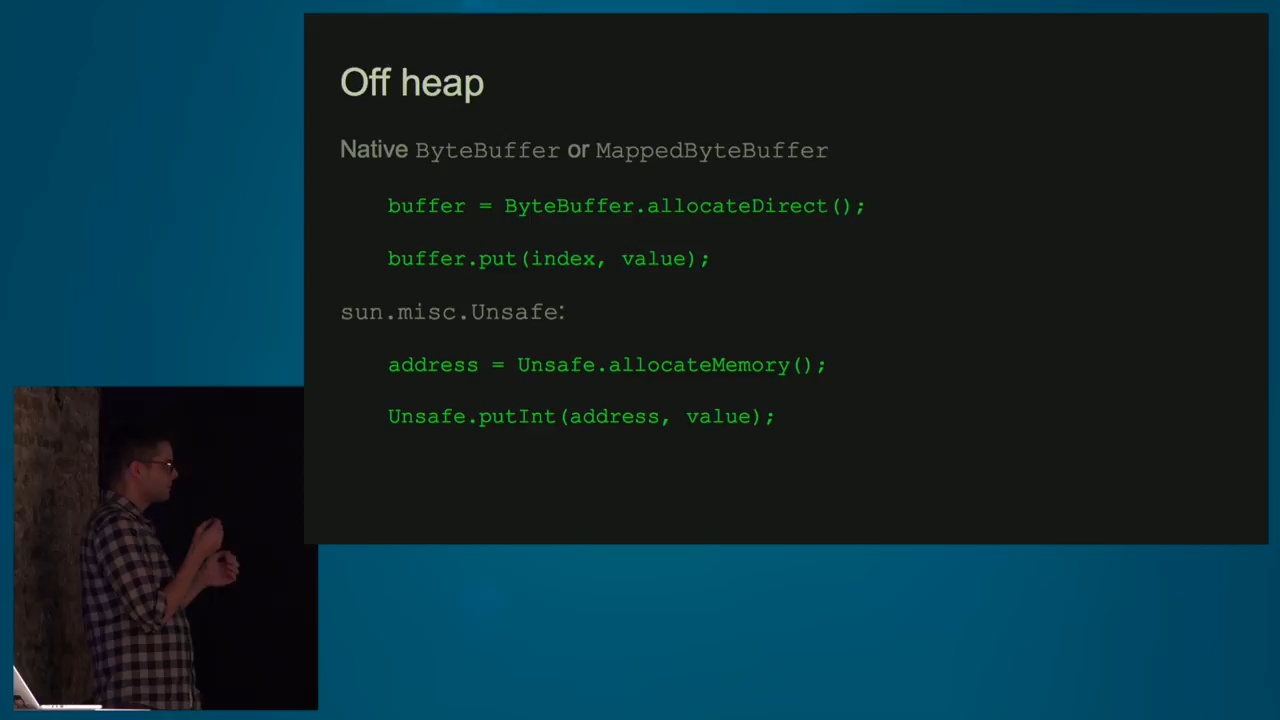 Off heap
Native ByteBuffer or MappedByteBuffer
buffer = ByteBuffer.allocateDirect();
buffer.put(index, value);
sun.misc.Unsafe:
address = Unsafe.allocateMemory();
Unsafe.putInt(address, value);